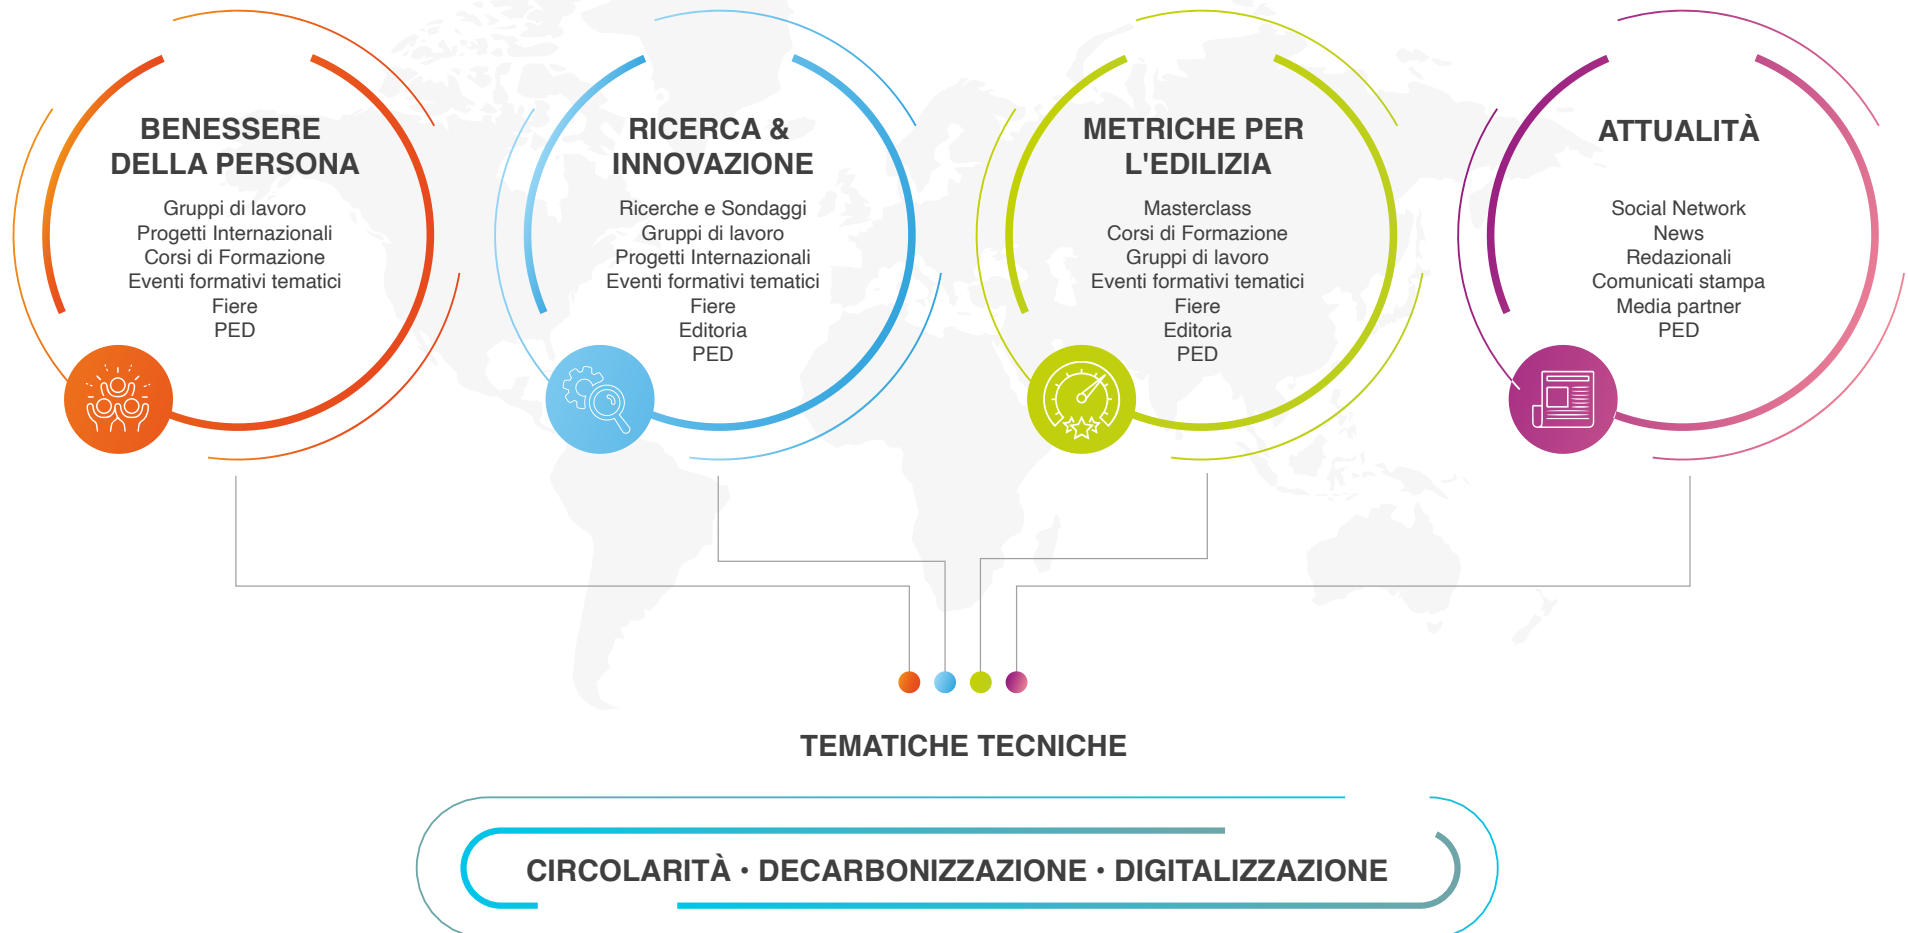 BENESSERE
DELLA PERSONA
Gruppi di lavoro
Progetti Internazionali
Corsi di Formazione
Eventi formativi tematici
Fiere
PED
RICERCA &
INNOVAZIONE
Ricerche e Sondaggi
Gruppi di lavoro
Progetti Internazionali
Eventi formativi tematici
Fiere
Editoria
PED
METRICHE PER
L'EDILIZIA
Masterclass
Corsi di Formazione
Gruppi di lavoro
Eventi formativi tematici
Fiere
Editoria
PED
ATTUALITÀ
Social Network
News
Redazionali
Comunicati stampa
Media partner
PED
TEMATICHE TECNICHE
CIRCOLARITÀ • DECARBONIZZAZIONE • DIGITALIZZAZIONE